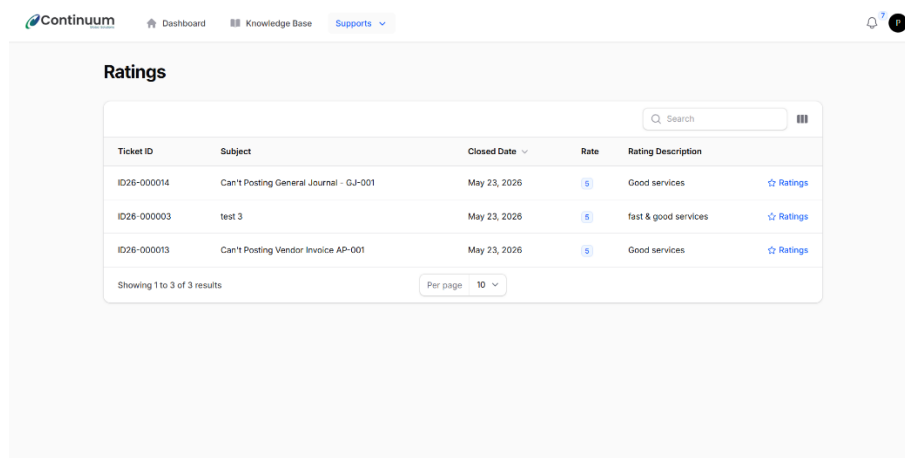 Continuum
Dashboard
Knowledge Base
Supports
7
P
Ratings
Search
Ticket ID Subject Closed Date Rate Rating Description
ID26-000014 Can't Posting General Journal - GJ-001 May 23, 2026 5 Good services Ratings
ID26-000003 test 3 May 23, 2026 5 fast & good services Ratings
ID26-000013 Can't Posting Vendor Invoice AP-001 May 23, 2026 5 Good services Ratings
Showing 1 to 3 of 3 results Per page 10